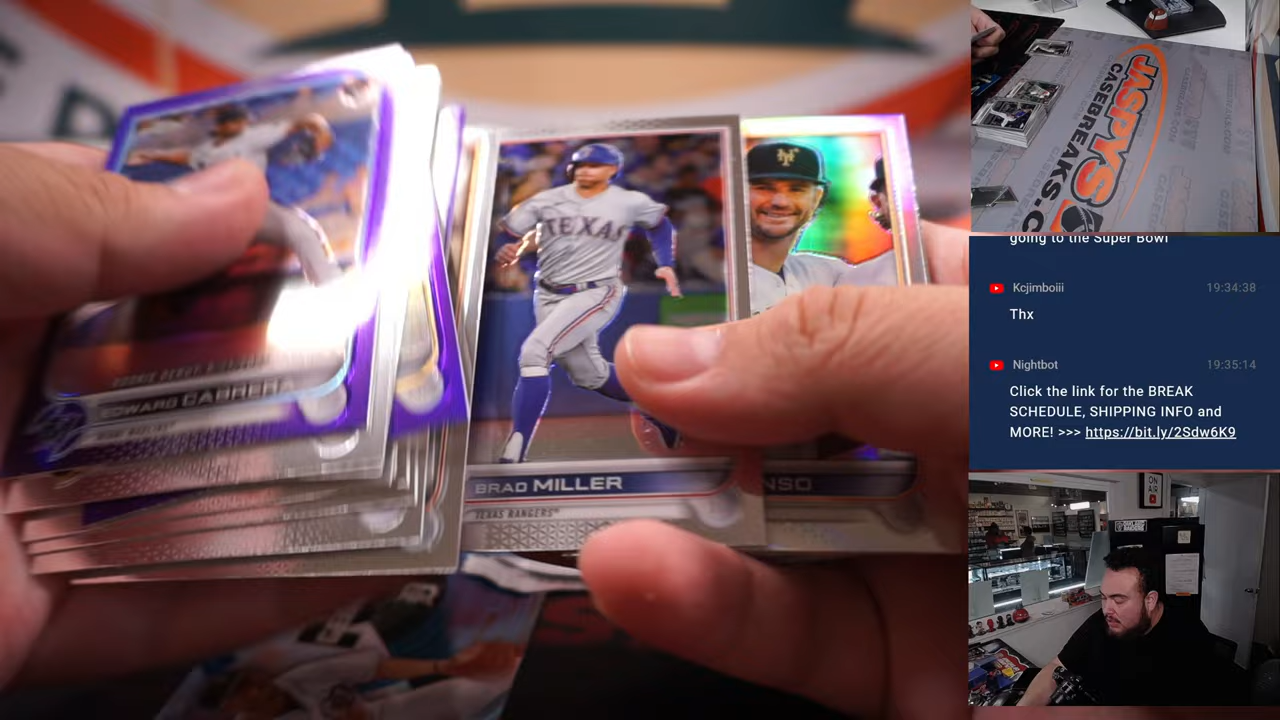 TEXAS
BRAD MILLER
TEXAS RANGERS
NSO
EDWARD CABRERA
JASPYS
CASEBREAKS.C
going to the Super Bowl
Kcjimboiii 19:34:38
Thx
Nightbot 19:35:14
Click the link for the BREAK
SCHEDULE, SHIPPING INFO and
MORE! >>> https://bit.ly/2Sdw6K9
ON
AIR